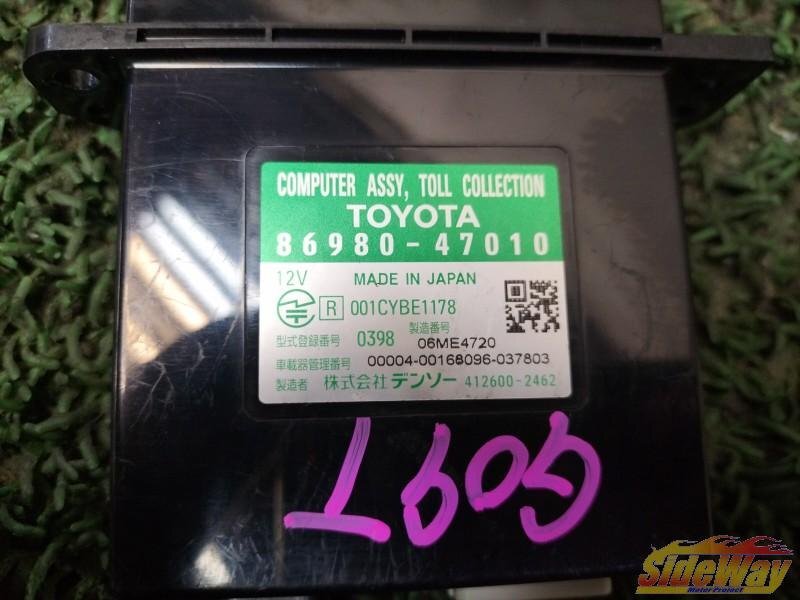 COMPUTER ASSY, TOLL COLLECTION
TOYOTA
86980-47010
12V MADE IN JAPAN
R 001CYBE1178
型式登録番号 0398 製造番号 06ME4720
車載器管理番号 00004-00168096-037803
製造者 株式会社 デンソー 412600-2462
SideWay
Motor Project